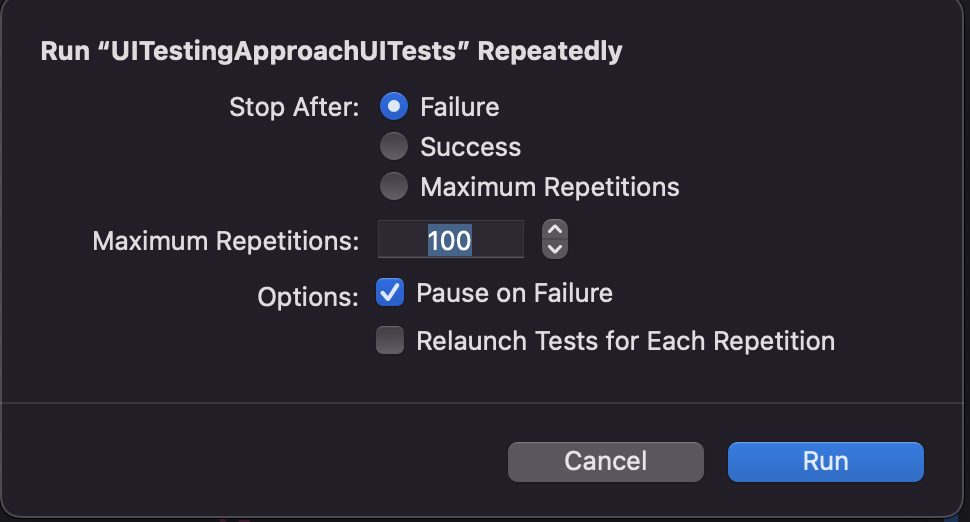 Run “UITestingApproachUITests” Repeatedly
Stop After: Failure
Success
Maximum Repetitions
Maximum Repetitions: 100
Options: Pause on Failure
Relaunch Tests for Each Repetition
Cancel Run